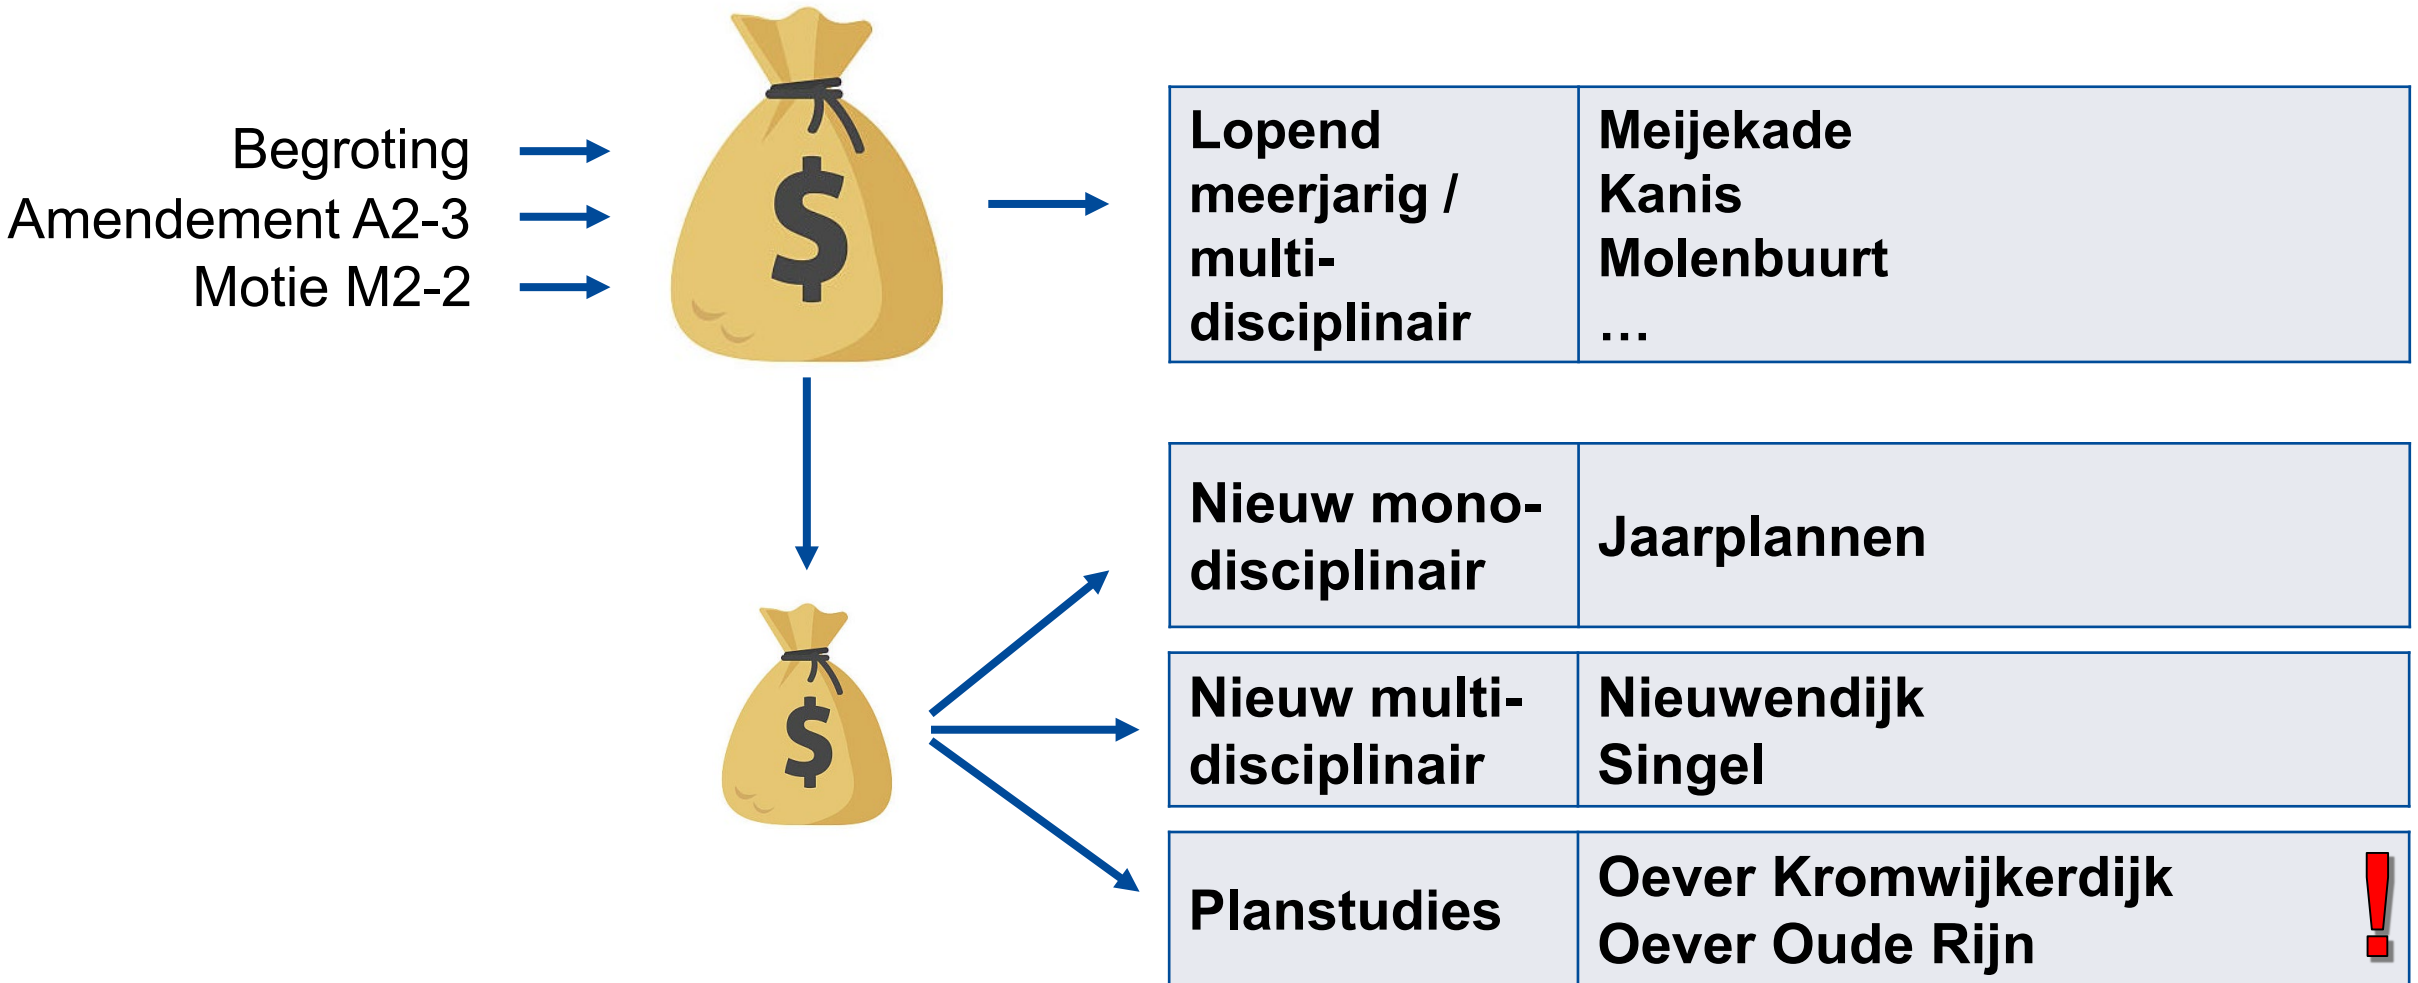 Begroting
Amendement A2-3
Motie M2-2
$
Lopend
meerjarig /
multi-
disciplinair
Meijekade
Kanis
Molenbuurt
…
Nieuw mono-
disciplinair
Jaarplannen
$
Nieuw multi-
disciplinair
Nieuwendijk
Singel
Planstudies
Oever Kromwijkerdijk
Oever Oude Rijn
!